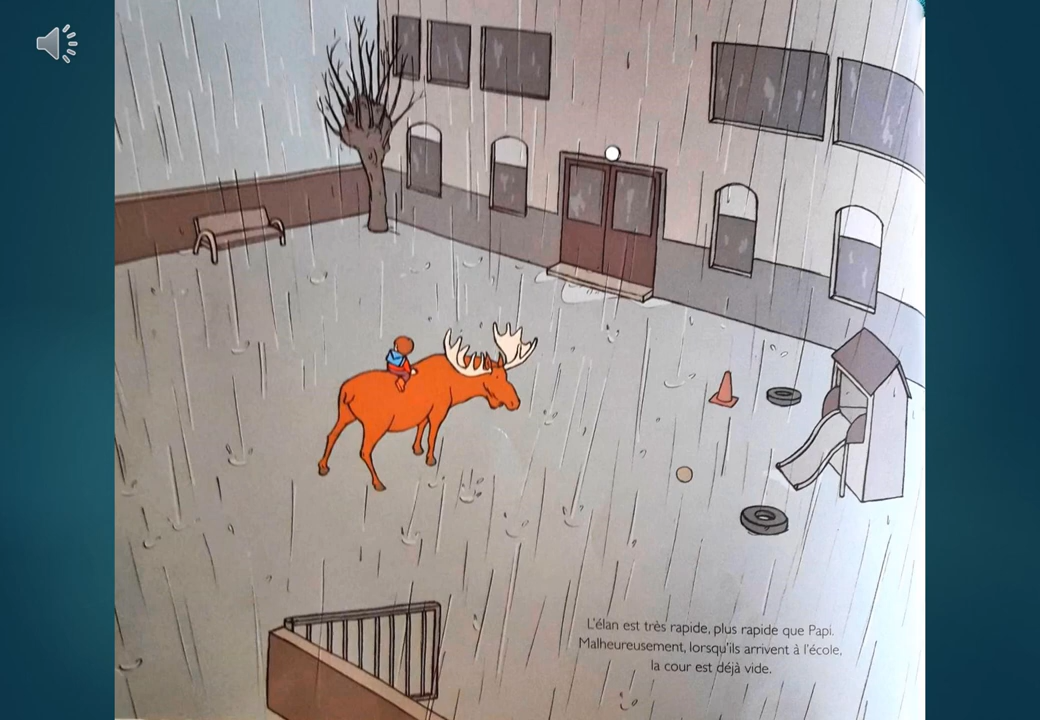 L'élan est très rapide, plus rapide que Papi.
Malheureusement, lorsqu'ils arrivent à l'école,
la cour est déjà vide.